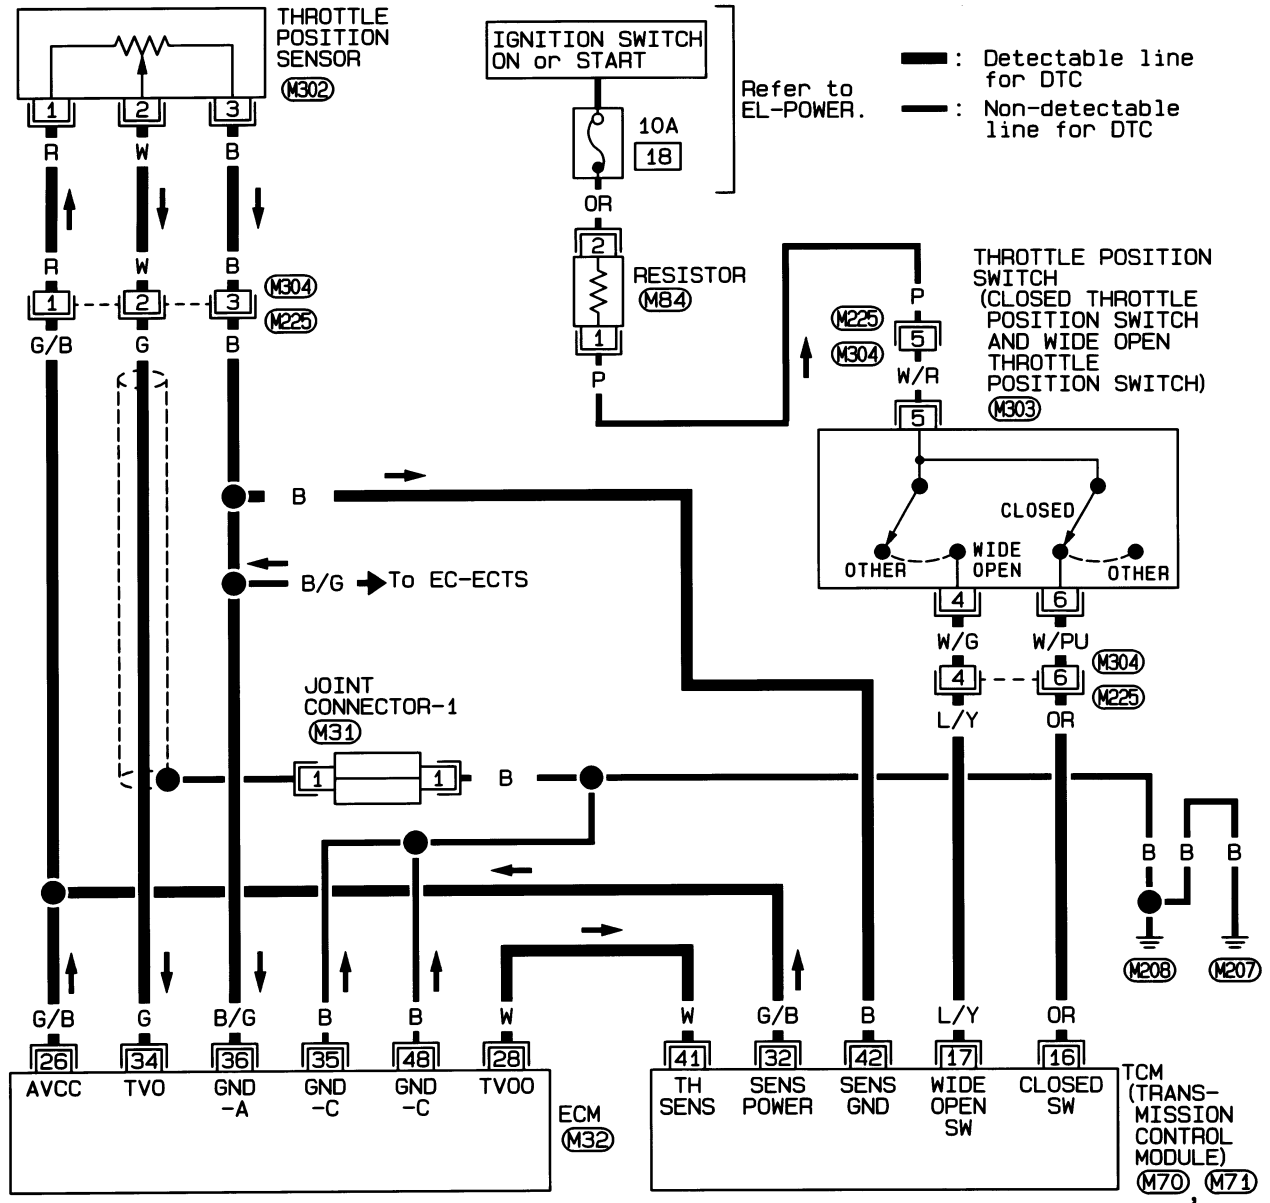 THROTTLE
POSITION
SENSOR
M302
1
2
3
R
W
B
R
W
B
M304
1
2
3
M225
G/B
G
B
IGNITION SWITCH
ON or START
Refer to
EL-POWER.
10A
18
OR
2
RESISTOR
M84
1
P
: Detectable line
for DTC
: Non-detectable
line for DTC
THROTTLE POSITION
SWITCH
(CLOSED THROTTLE
POSITION SWITCH
AND WIDE OPEN
THROTTLE
POSITION SWITCH)
M303
P
M225
5
M304
W/R
5
CLOSED
OTHER
WIDE
OPEN
OTHER
4
6
W/G
W/PU
M304
4
6
M225
L/Y
OR
B
B/G
To EC-ECTS
JOINT
CONNECTOR-1
M31
1
1
B
B
B
B
M208
M207
G/B
G
B/G
B
B
W
W
G/B
B
L/Y
OR
26
34
36
35
48
28
41
32
42
17
16
AVCC
TVO
GND
-A
GND
-C
GND
-C
TVOO
ECM
M32
TH
SENS
SENS
POWER
SENS
GND
WIDE
OPEN
SW
CLOSED
SW
TCM
(TRANS-
MISSION
CONTROL
MODULE)
M70 , M71